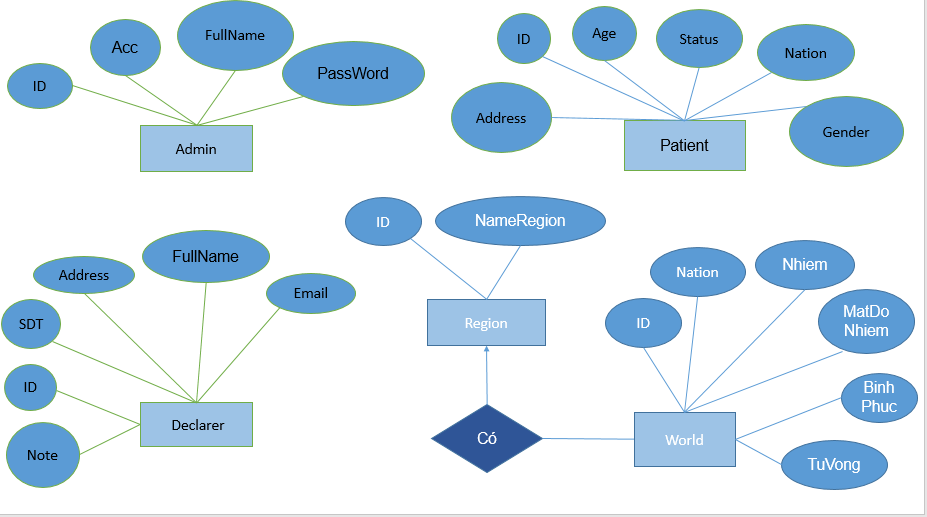 ID
Acc
FullName
PassWord
Admin
ID
Age
Status
Nation
Address
Gender
Patient
ID
NameRegion
Region
FullName
Address
Email
SDT
ID
Note
Declarer
Nation
Nhiem
ID
MatDo
Nhiem
Binh
Phuc
TuVong
World
Có